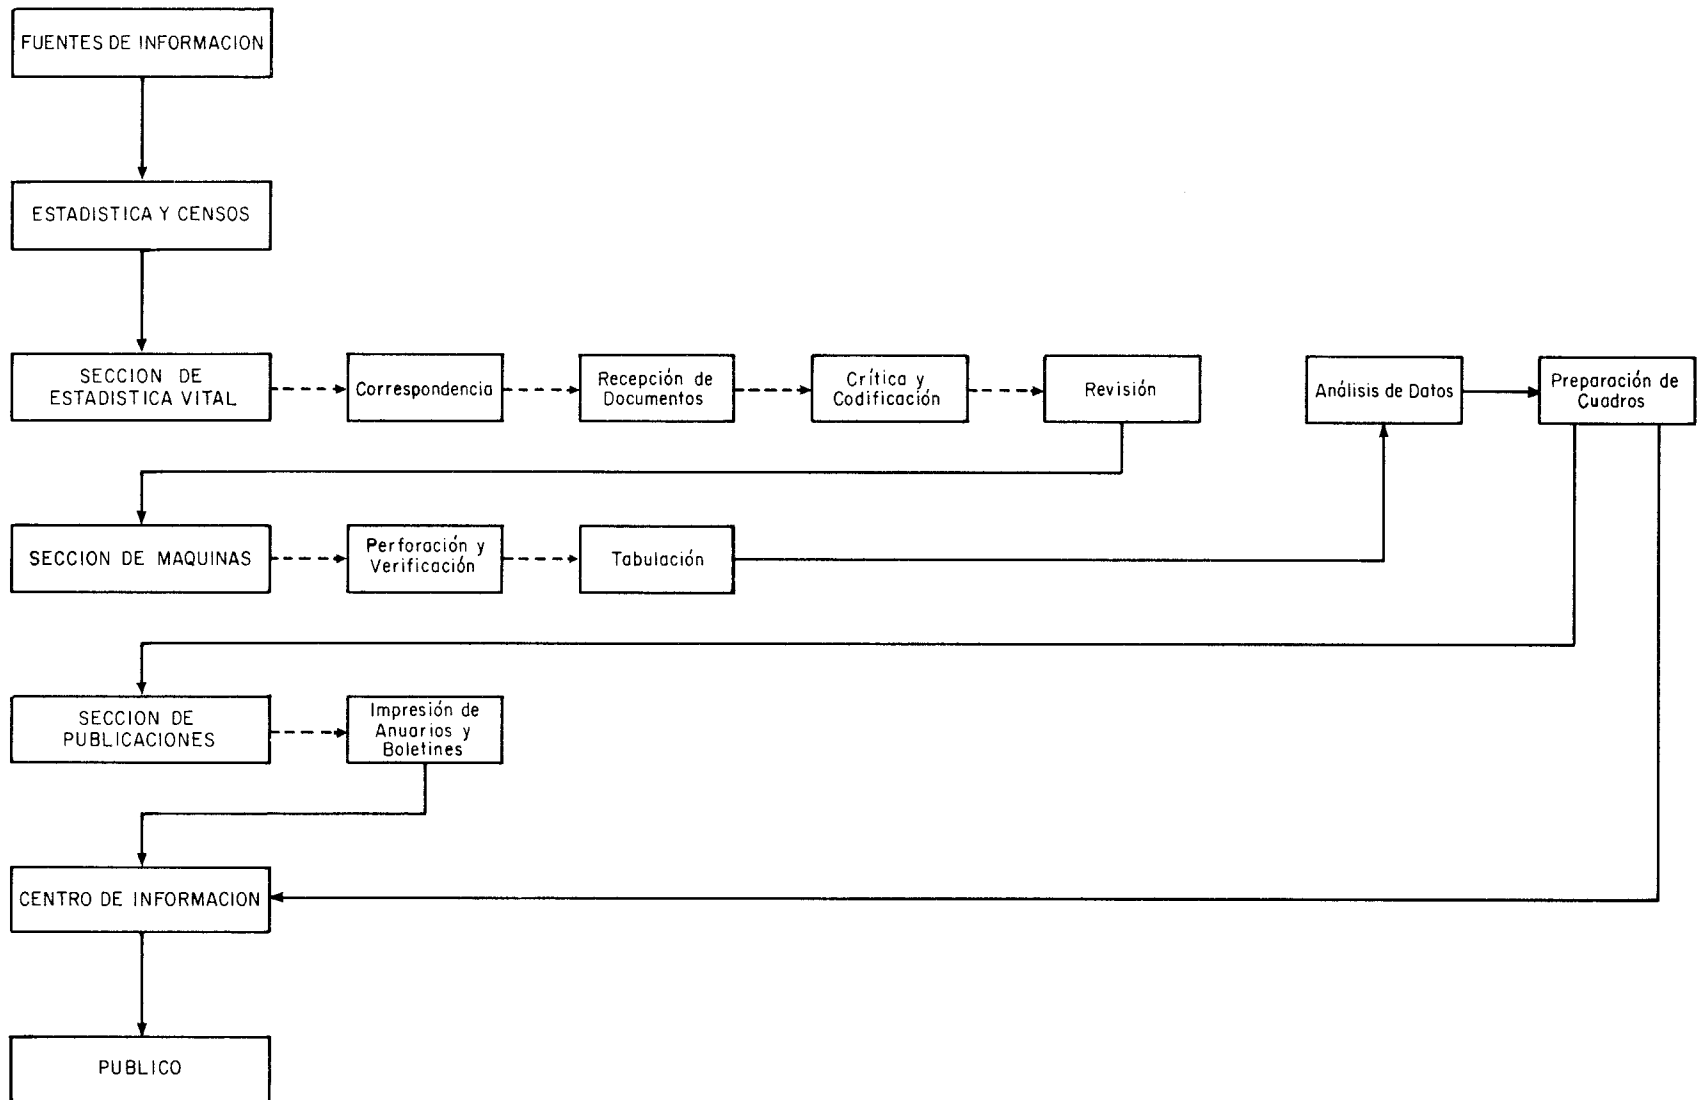 FUENTES DE INFORMACION
ESTADISTICA Y CENSOS
SECCION DE
ESTADISTICA VITAL
Correspondencia
Recepción de
Documentos
Crítica y
Codificación
Revisión
Análisis de Datos
Preparación de
Cuadros
SECCION DE MAQUINAS
Perforación y
Verificación
Tabulación
SECCION DE
PUBLICACIONES
Impresión de
Anuarios y
Boletines
CENTRO DE INFORMACION
PUBLICO